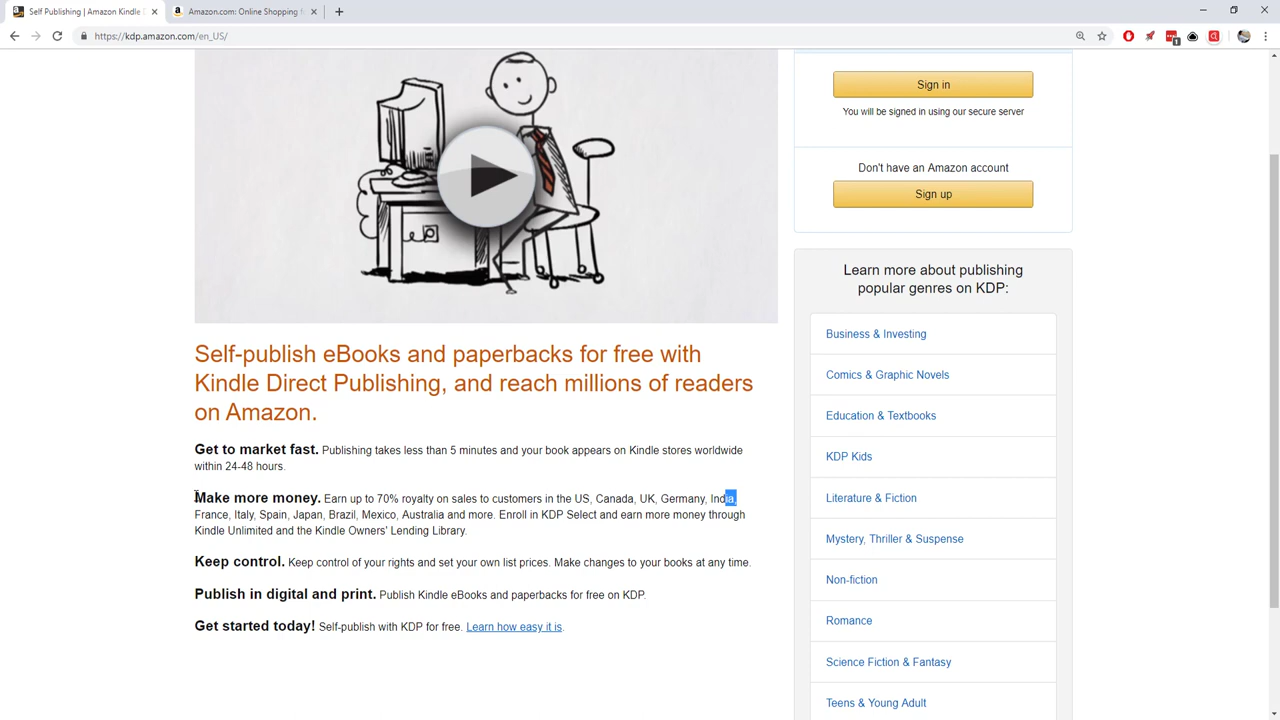 Self Publishing | Amazon Kindle D
Amazon.com: Online Shopping f
https://kdp.amazon.com/en_US/
1
Sign in
You will be signed in using our secure server
Don't have an Amazon account
Sign up
Learn more about publishing
popular genres on KDP:
Business & Investing
Comics & Graphic Novels
Education & Textbooks
KDP Kids
Literature & Fiction
Mystery, Thriller & Suspense
Non-fiction
Romance
Science Fiction & Fantasy
Teens & Young Adult
Self-publish eBooks and paperbacks for free with
Kindle Direct Publishing, and reach millions of readers
on Amazon.
Get to market fast. Publishing takes less than 5 minutes and your book appears on Kindle stores worldwide
within 24-48 hours.
Make more money. Earn up to 70% royalty on sales to customers in the US, Canada, UK, Germany, India,
France, Italy, Spain, Japan, Brazil, Mexico, Australia and more. Enroll in KDP Select and earn more money through
Kindle Unlimited and the Kindle Owners' Lending Library.
Keep control. Keep control of your rights and set your own list prices. Make changes to your books at any time.
Publish in digital and print. Publish Kindle eBooks and paperbacks for free on KDP.
Get started today! Self-publish with KDP for free. Learn how easy it is.